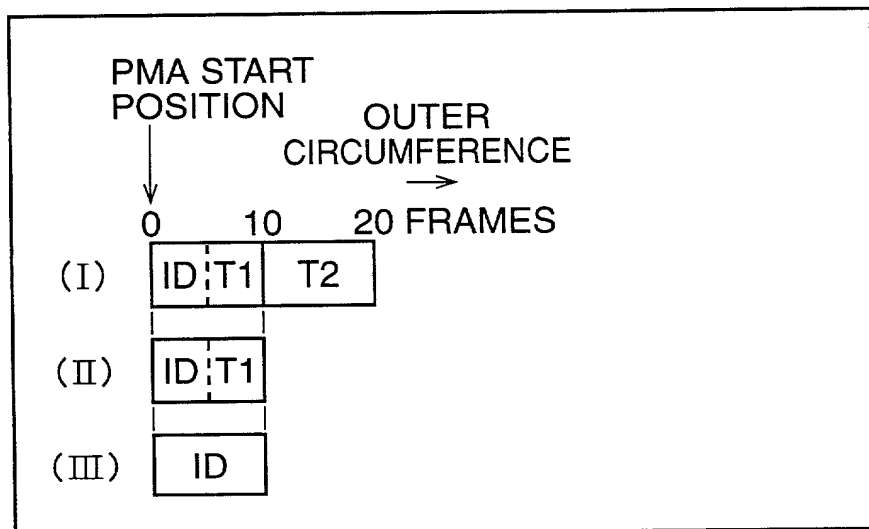 PMA START
POSITION
OUTER
CIRCUMFERENCE
0 10 20 FRAMES
(I) ID T1 T2
(II) ID T1
(III) ID